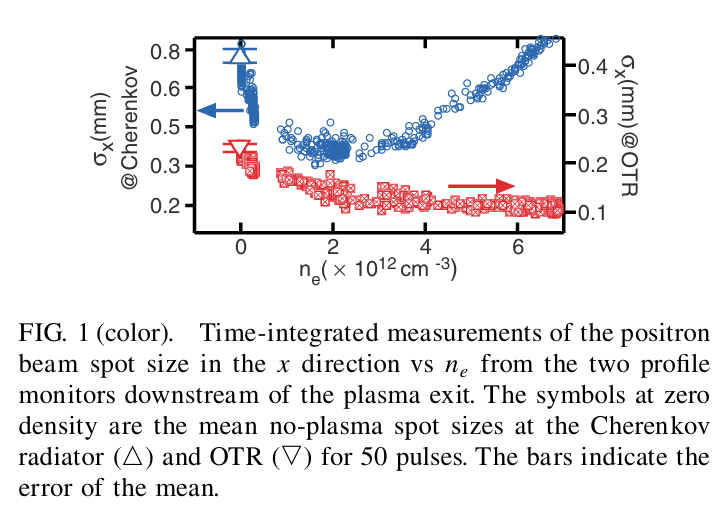 0.8
0.6
0.5
0.3
0.2
σx(mm)
@Cherenkov
0.4
0.3
0.2
0.1
σx(mm)@OTR
0 2 4 6
ne(×10¹²cm -3)
FIG. 1 (color). Time-integrated measurements of the positron
beam spot size in the x direction vs ne from the two profile
monitors downstream of the plasma exit. The symbols at zero
density are the mean no-plasma spot sizes at the Cherenkov
radiator (△) and OTR (▽) for 50 pulses. The bars indicate the
error of the mean.